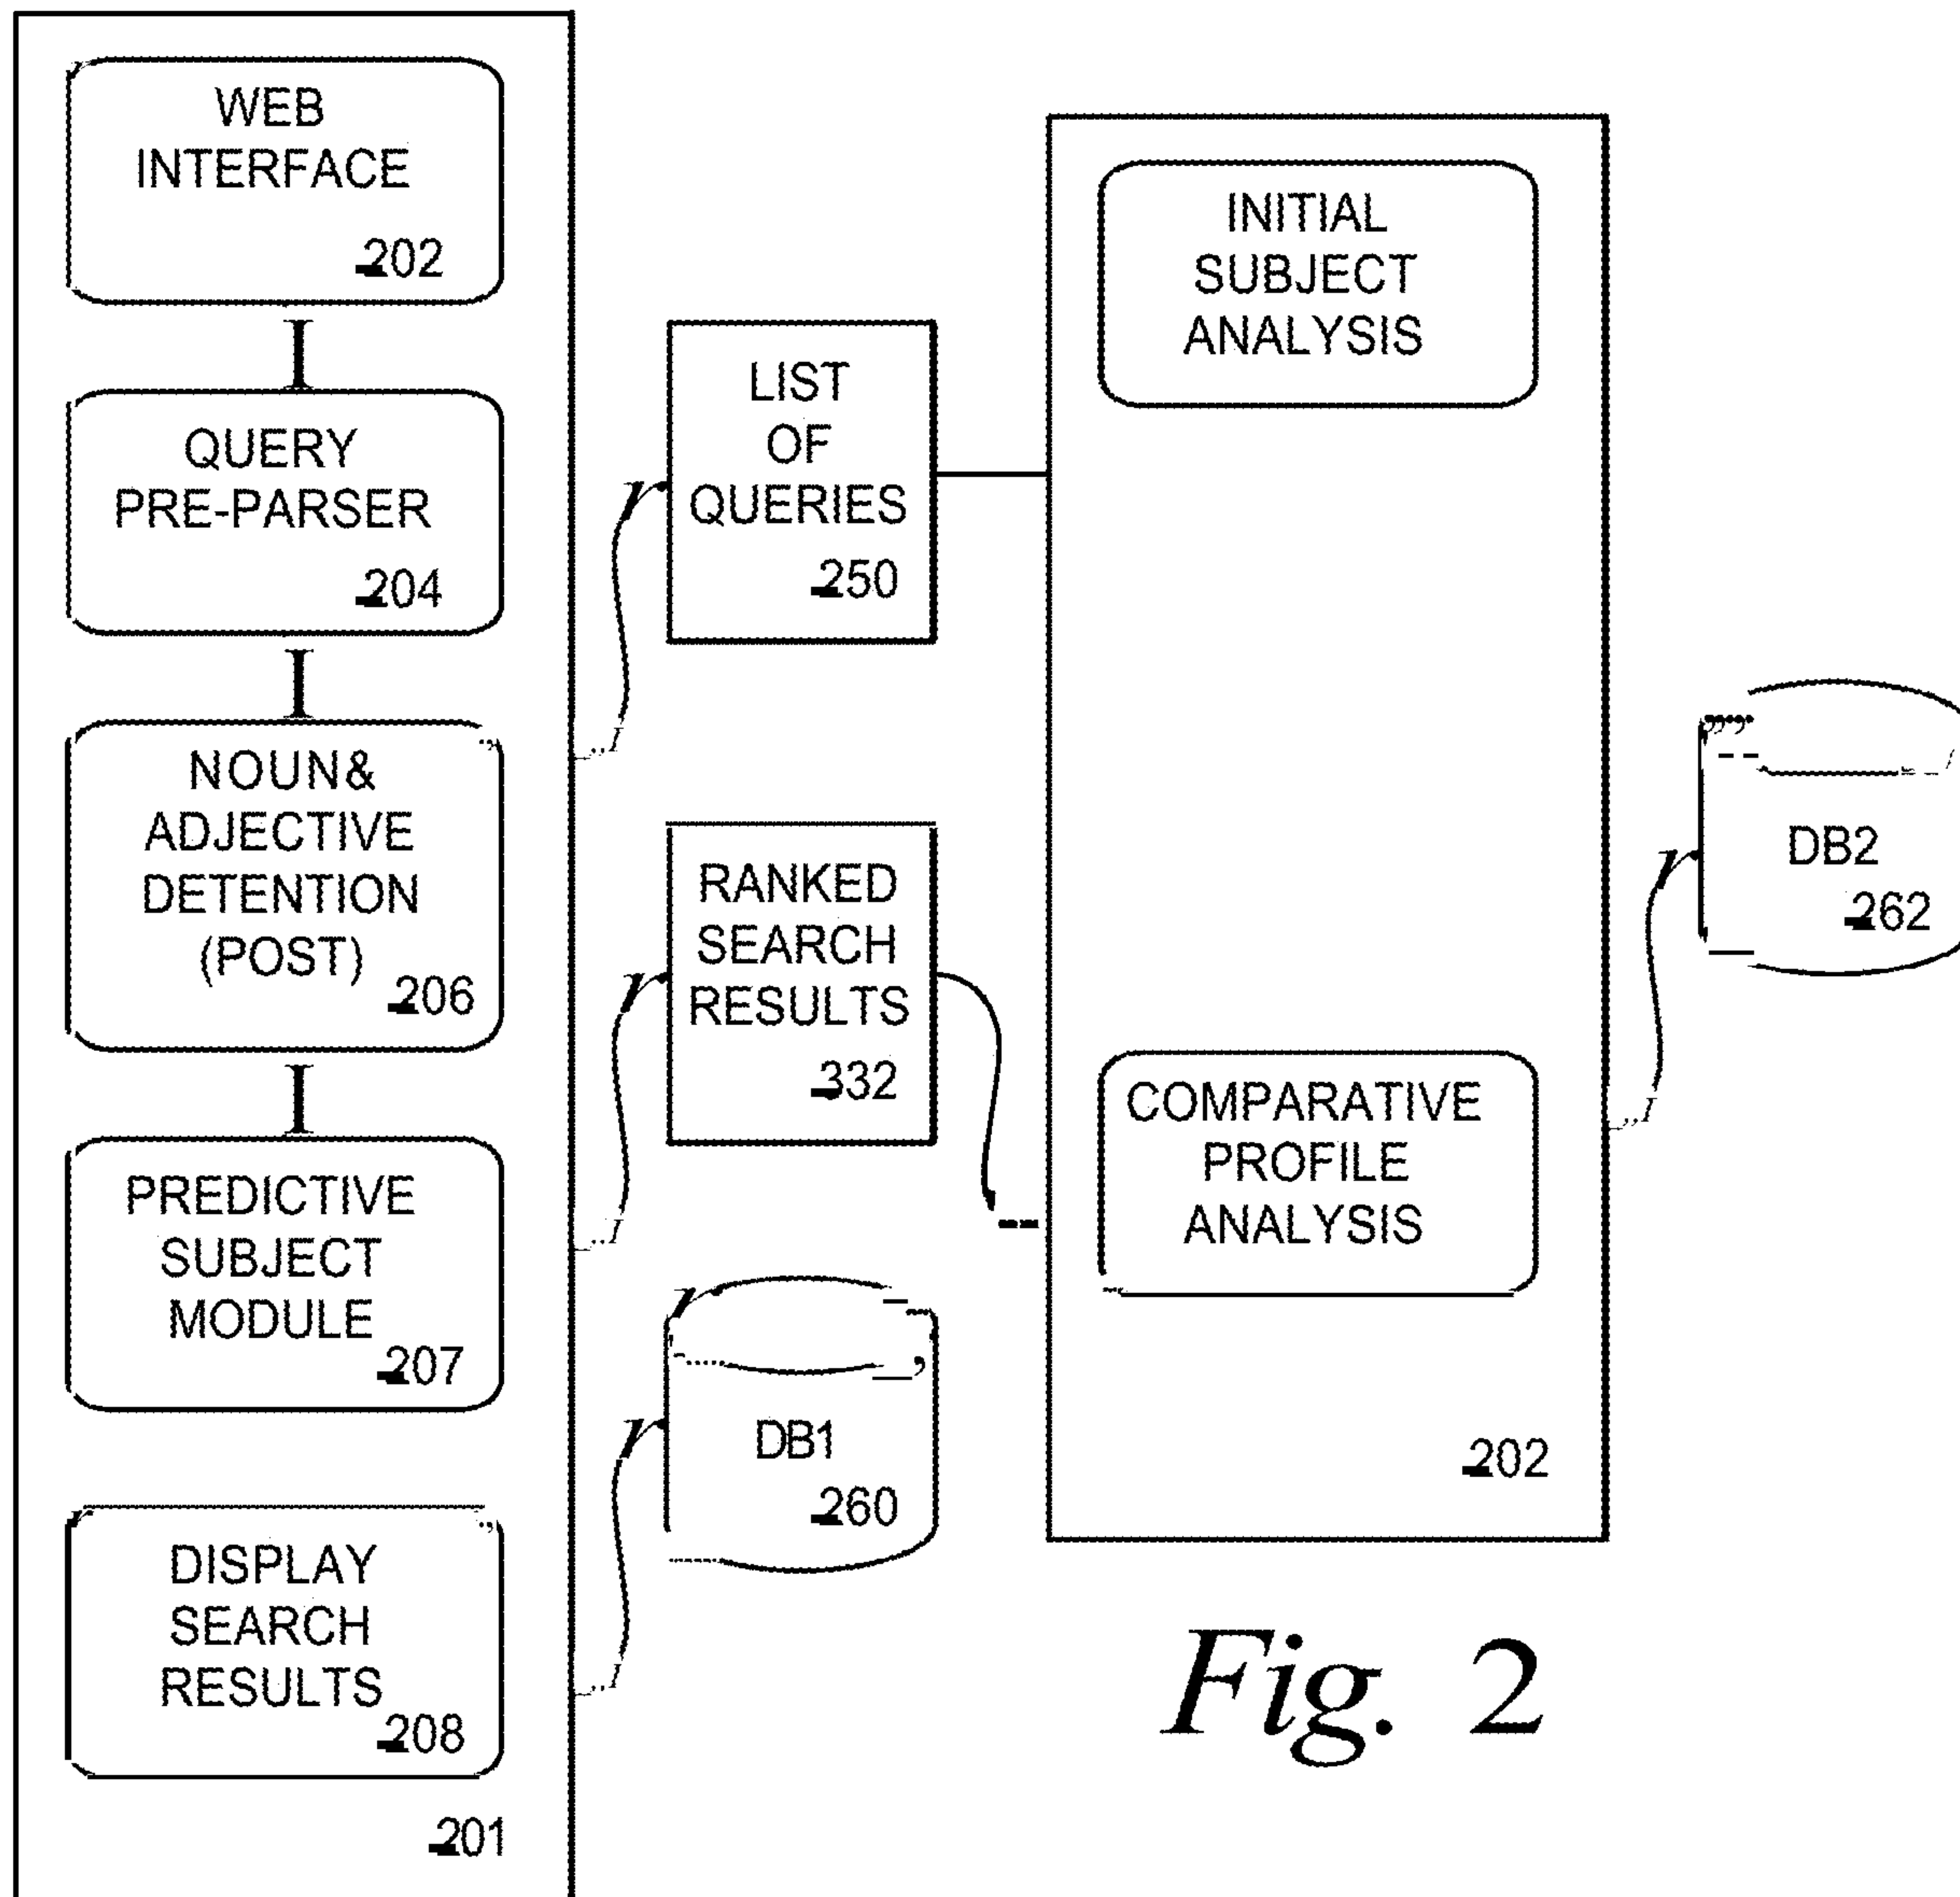 WEB
INTERFACE
202
QUERY
PRE-PARSER
204
NOUN&
ADJECTIVE
DETENTION
(POST)
206
PREDICTIVE
SUBJECT
MODULE
207
DISPLAY
SEARCH
RESULTS
208
201
LIST
OF
QUERIES
250
RANKED
SEARCH
RESULTS
332
DB1
260
INITIAL
SUBJECT
ANALYSIS
COMPARATIVE
PROFILE
ANALYSIS
202
DB2
262
Fig. 2